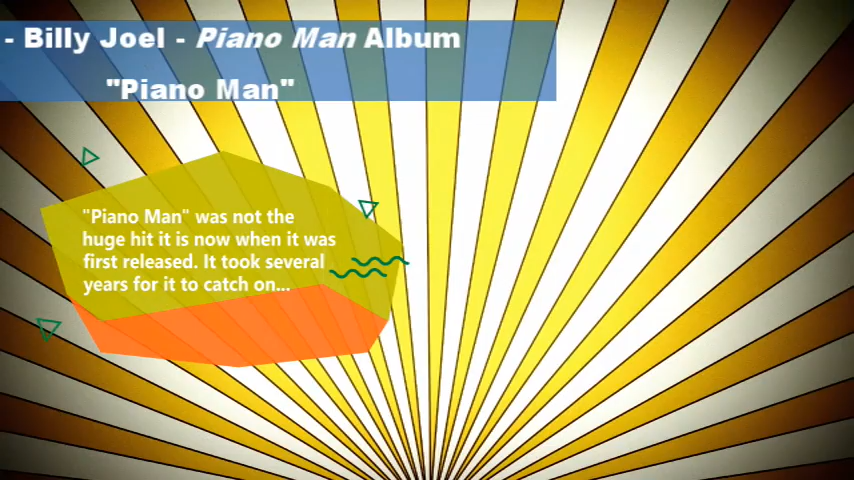 - Billy Joel - Piano Man Album
"Piano Man"
"Piano Man" was not the
huge hit it is now when it was
first released. It took several
years for it to catch on...